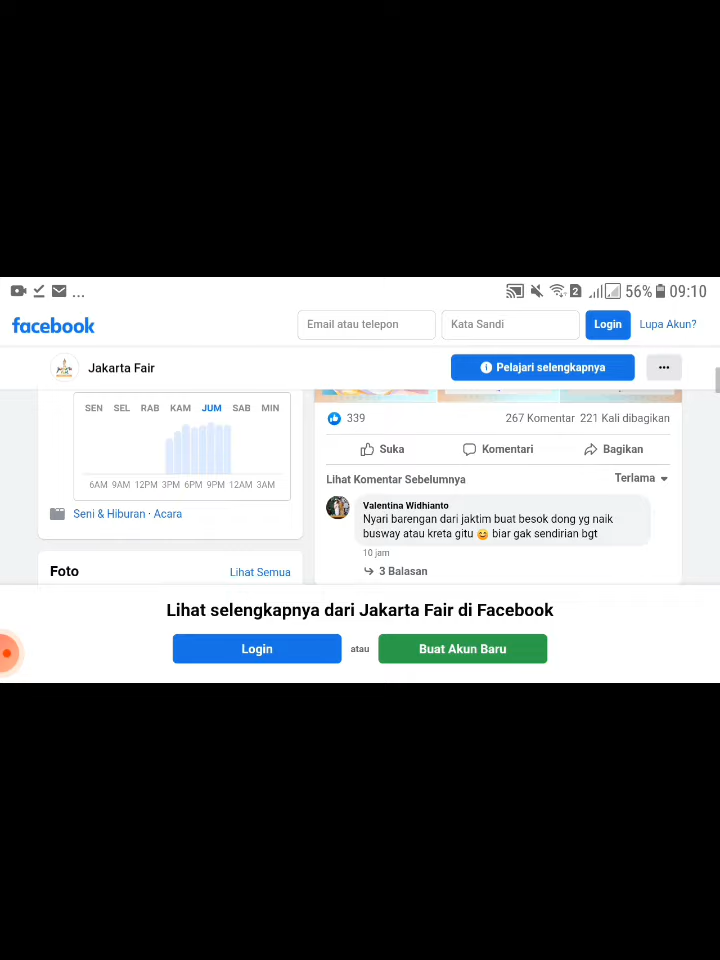 ... 2 56% 09:10
facebook Email atau telepon Kata Sandi Login Lupa Akun?
Jakarta Fair Pelajari selengkapnya ...
SEN SEL RAB KAM JUM SAB MIN
6AM 9AM 12PM 3PM 6PM 9PM 12AM 3AM
Seni & Hiburan · Acara
Foto Lihat Semua
339 267 Komentar 221 Kali dibagikan
Suka Komentari Bagikan
Lihat Komentar Sebelumnya Terlama
Valentina Widhianto
Nyari barengan dari jaktim buat besok dong yg naik
busway atau kreta gitu 😄 biar gak sendirian bgt
10 jam
3 Balasan
Lihat selengkapnya dari Jakarta Fair di Facebook
Login atau Buat Akun Baru